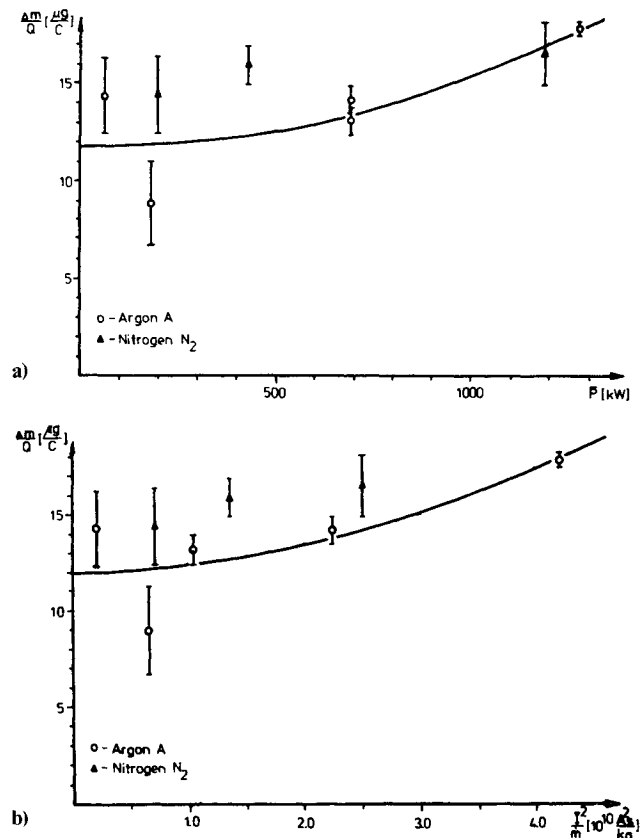 Δm/Q [μg/C]
15
10
5
o - Argon A
▲ - Nitrogen N₂
a)
500
1000
P̄ [kW]
Δm/Q [μg/C]
15
10
5
o - Argon A
▲ - Nitrogen N₂
b)
1.0
2.0
3.0
4.0